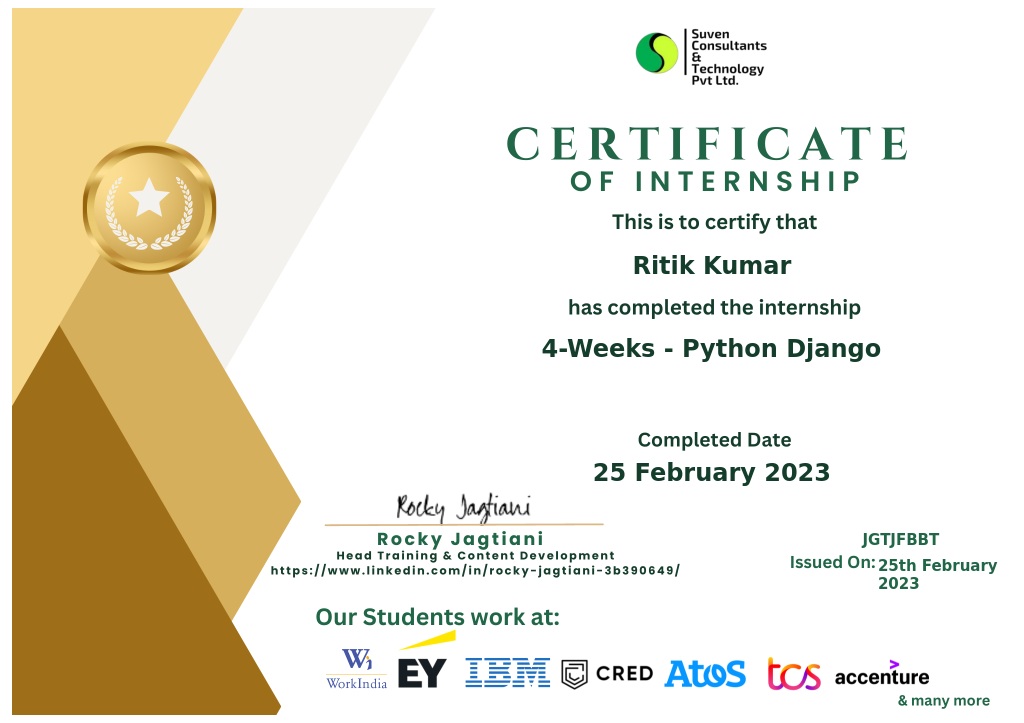 Suven
Consultants
&
Technology
Pvt Ltd.
CERTIFICATE
OF INTERNSHIP
This is to certify that
Ritik Kumar
has completed the internship
4-Weeks - Python Django
Completed Date
25 February 2023
Rocky Jagtiani
Rocky Jagtiani
Head Training & Content Development
https://www.linkedin.com/in/rocky-jagtiani-3b390649/
JGTJFBBT
Issued On: 25th February
2023
Our Students work at:
W
WorkIndia
EY
IBM
CRED
Atos
tcs
accenture
& many more